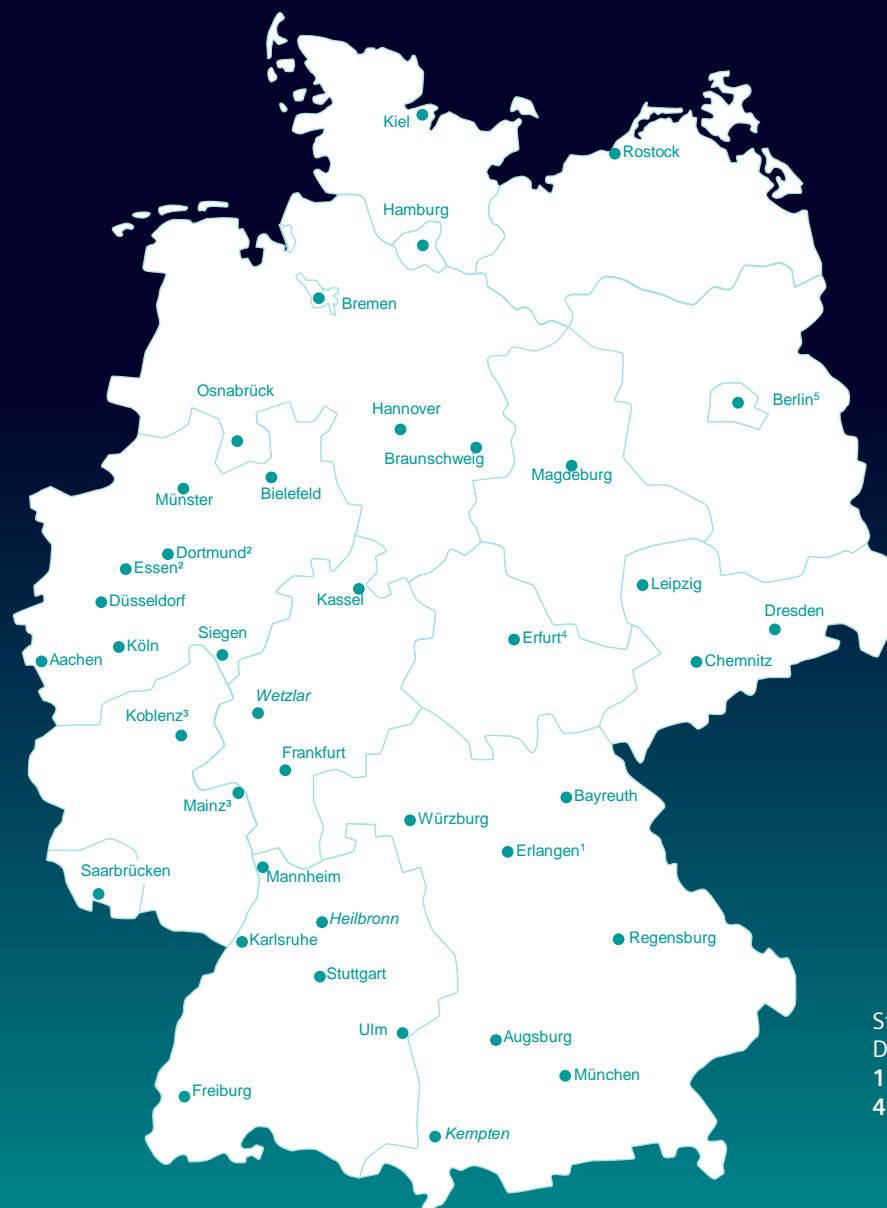 Kiel
Rostock
Hamburg
Bremen
Osnabrück
Hannover
Berlin⁵
Braunschweig
Magdeburg
Bielefeld
Münster
Dortmund²
Essen²
Leipzig
Kassel
Düsseldorf
Dresden
Siegen
Erfurt⁴
Köln
Aachen
Chemnitz
Wetzlar
Koblenz³
Frankfurt
Bayreuth
Mainz³
Würzburg
Erlangen¹
Saarbrücken
Mannheim
Heilbronn
Karlsruhe
Regensburg
Stuttgart
Ulm
Augsburg
München
Freiburg
Kempten
D
1
4